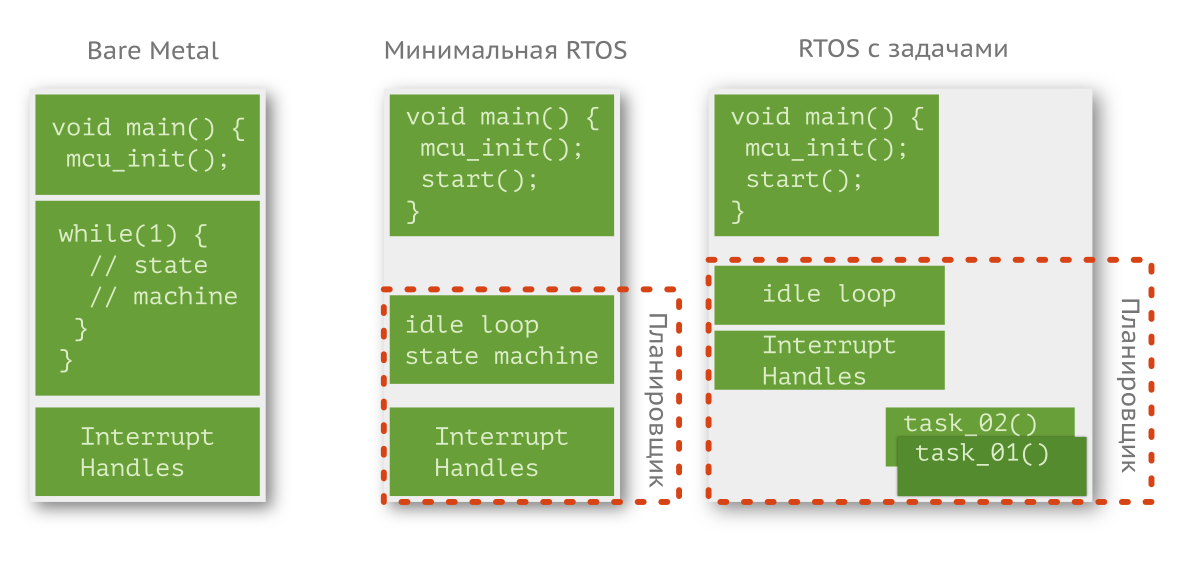 Bare Metal
void main() {
mcu_init();
while(1) {
// state
// machine
}
}
Interrupt
Handles
Минимальная RTOS
void main() {
mcu_init();
start();
}
idle loop
state machine
Interrupt
Handles
Планировщик
RTOS с задачами
void main() {
mcu_init();
start();
}
idle loop
Interrupt
Handles
task_02()
task_01()
Планировщик